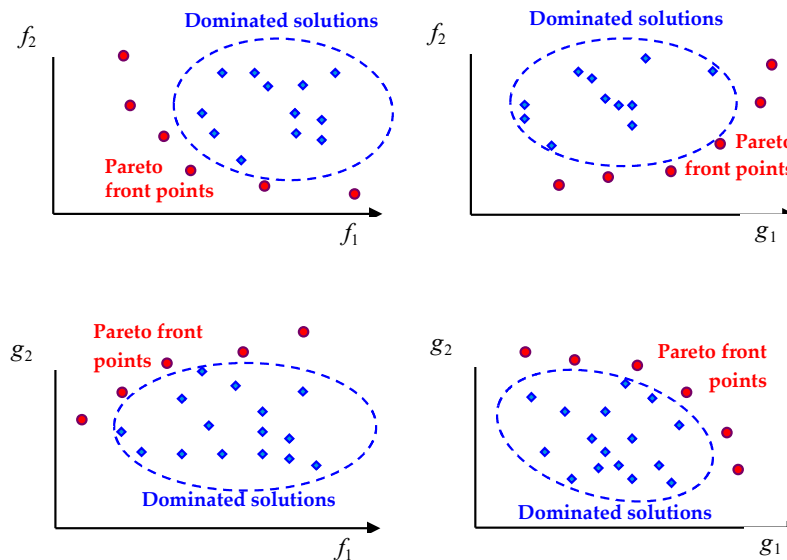 Dominated solutions
f2
Pareto
front points
f1
Dominated solutions
f2
Pareto
front points
g1
Pareto front
points
g2
Dominated solutions
f1
g2
Pareto front
points
Dominated solutions
g1